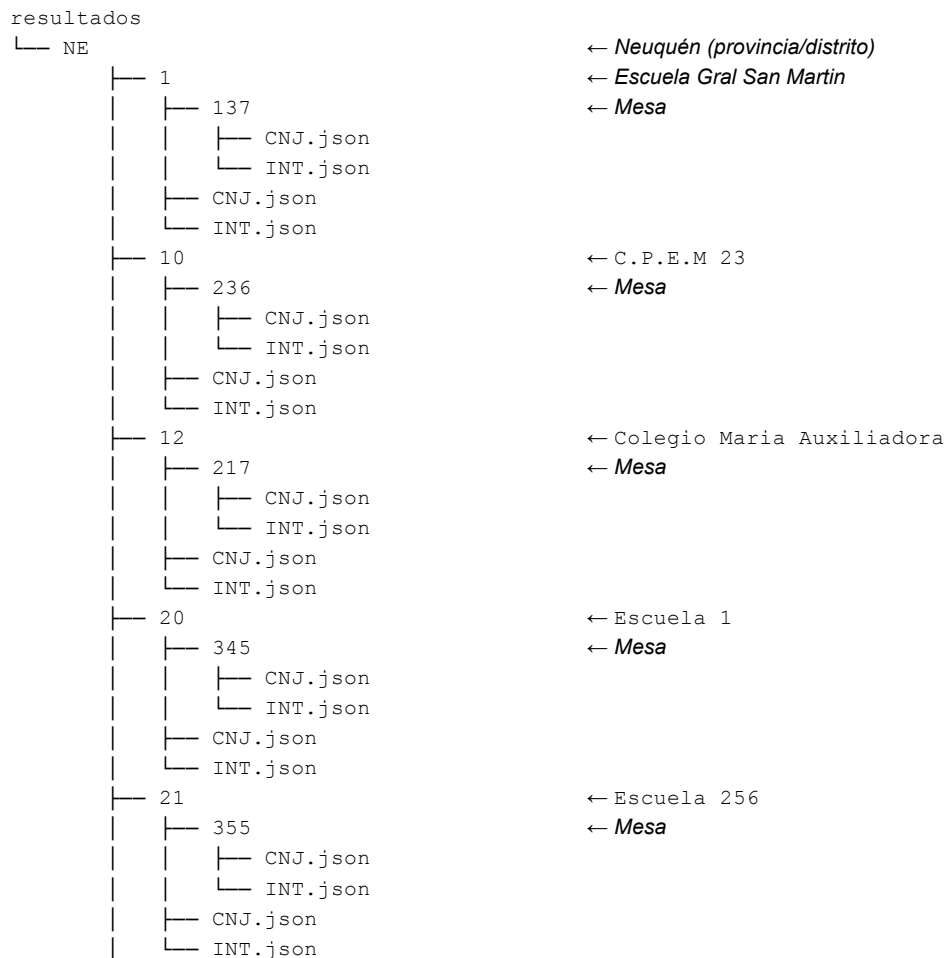 resultados
└── NE ← Neuquén (provincia/distrito)
├── 1 ← Escuela Gral San Martin
│ ├── 137 ← Mesa
│ │ ├── CNJ.json
│ │ └── INT.json
│ ├── CNJ.json
│ └── INT.json
├── 10 ← C.P.E.M 23
│ ├── 236 ← Mesa
│ │ ├── CNJ.json
│ │ └── INT.json
│ ├── CNJ.json
│ └── INT.json
├── 12 ← Colegio Maria Auxiliadora
│ ├── 217 ← Mesa
│ │ ├── CNJ.json
│ │ └── INT.json
│ ├── CNJ.json
│ └── INT.json
├── 20 ← Escuela 1
│ ├── 345 ← Mesa
│ │ ├── CNJ.json
│ │ └── INT.json
│ ├── CNJ.json
│ └── INT.json
├── 21 ← Escuela 256
│ ├── 355 ← Mesa
│ │ ├── CNJ.json
│ │ └── INT.json
│ ├── CNJ.json
│ └── INT.json